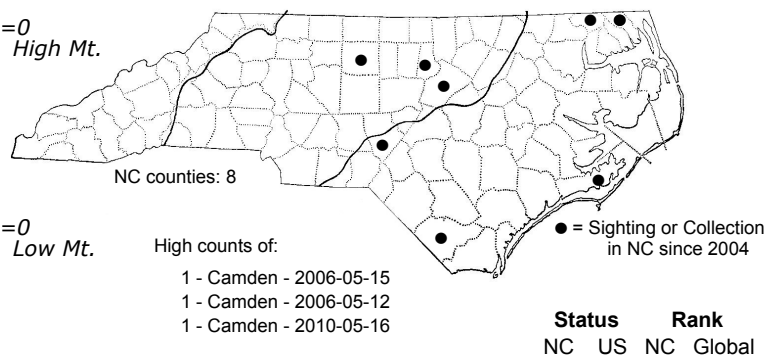 =0
High Mt.
NC counties: 8
=0
Low Mt.
High counts of:
1 - Camden - 2006-05-15
1 - Camden - 2006-05-12
1 - Camden - 2010-05-16
● = Sighting or Collection
in NC since 2004
Status Rank
NC US NC Global